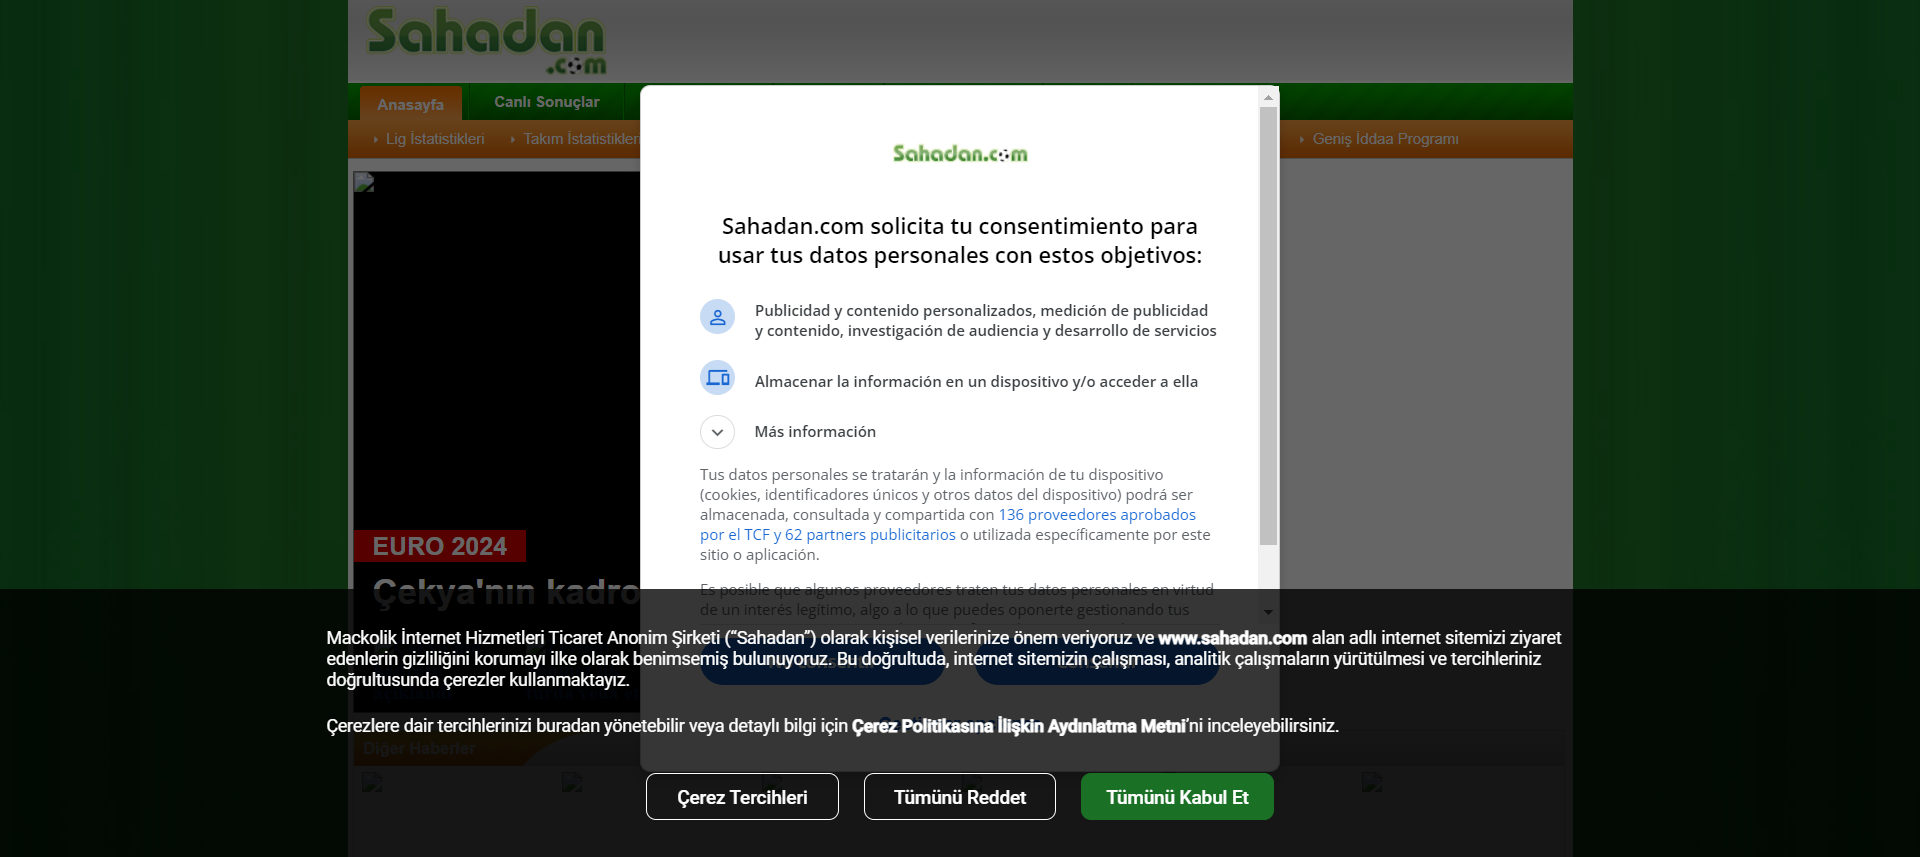 Sahadan
.com
Anasayfa
Canlı Sonuçlar
Lig İstatistikleri
Takım İstatistikleri
Geniş İddaa Programı
Sahadan.com
Sahadan.com solicita tu consentimiento para
usar tus datos personales con estos objetivos:
Publicidad y contenido personalizados, medición de publicidad
y contenido, investigación de audiencia y desarrollo de servicios
Almacenar la información en un dispositivo y/o acceder a ella
Más información
Tus datos personales se tratarán y la información de tu dispositivo
(cookies, identificadores únicos y otros datos del dispositivo) podrá ser
almacenada, consultada y compartida con 136 proveedores aprobados
por el TCF y 62 partners publicitarios o utilizada específicamente por este
sitio o aplicación.
Es posible que algunos proveedores traten tus datos personales en virtud
de un interés legítimo, algo a lo que puedes oponerte gestionando tus
EURO 2024
Çekya'nın kadro
Mackolik İnternet Hizmetleri Ticaret Anonim Şirketi (“Sahadan”) olarak kişisel verilerinize önem veriyoruz ve www.sahadan.com alan adlı internet sitemizi ziyaret
edenlerin gizliliğini korumayı ilke olarak benimsemiş bulunuyoruz. Bu doğrultuda, internet sitemizin çalışması, analitik çalışmaların yürütülmesi ve tercihleriniz
doğrultusunda çerezler kullanmaktayız.
Çerezlere dair tercihlerinizi buradan yönetebilir veya detaylı bilgi için Çerez Politikasına İlişkin Aydınlatma Metni’ni inceleyebilirsiniz.
Diğer Haberler
Çerez Tercihleri
Tümünü Reddet
Tümünü Kabul Et